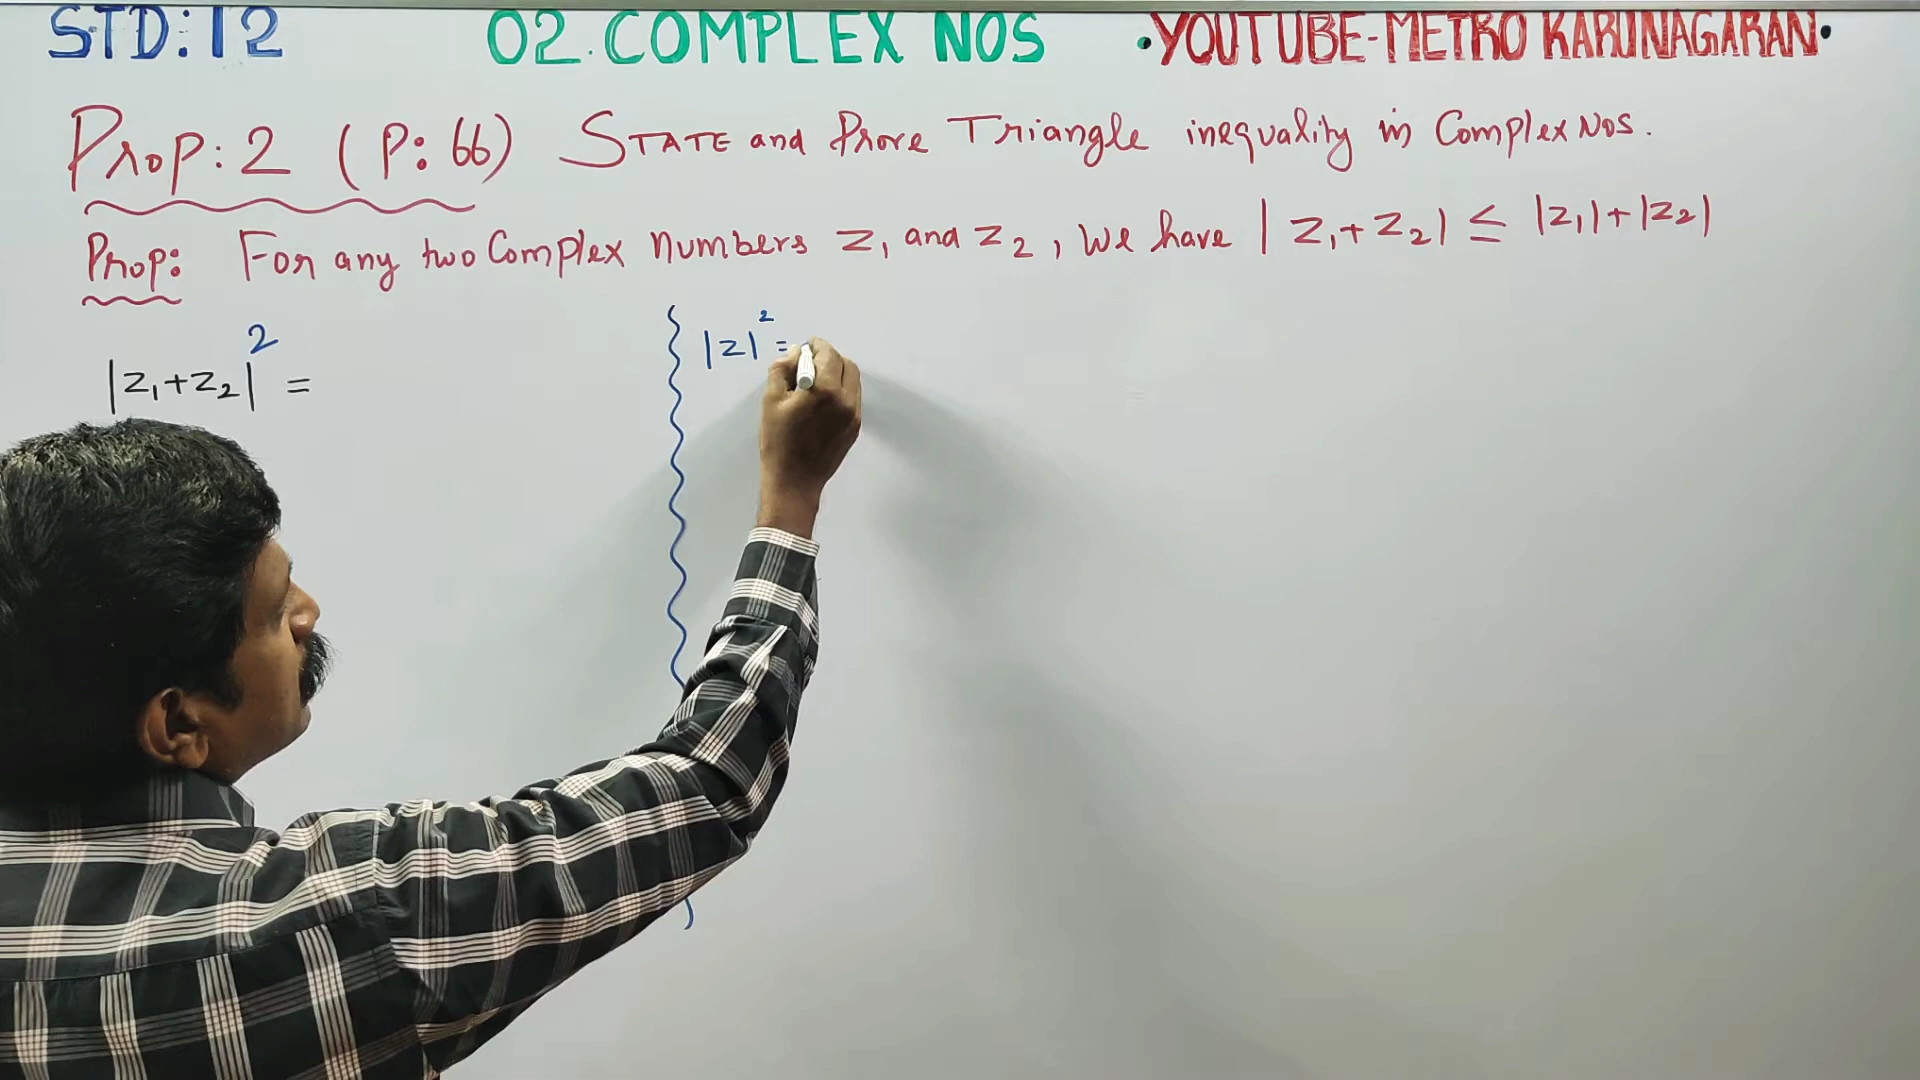 STD:12 02.COMPLEX NOS •YOUTUBE-METRO KARUNAGARAN•
Prop:2 (P:66) STATE and Prove Triangle inequality in Complex Nos.
Prop: For any two Complex numbers z₁ and z₂, We have |z₁+z₂| ≤ |z₁|+|z₂|
|z₁+z₂|² =
|z|² =